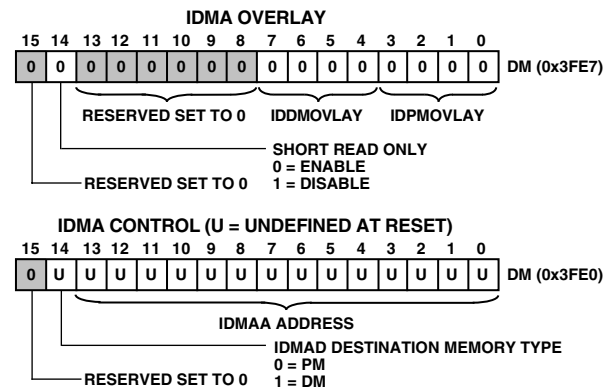 IDMA OVERLAY
15 14 13 12 11 10 9 8 7 6 5 4 3 2 1 0
0 0 0 0 0 0 0 0 0 0 0 0 0 0 0 0 DM (0x3FE7)
RESERVED SET TO 0 IDDMOVLAY IDPMOVLAY
SHORT READ ONLY
0 = ENABLE
RESERVED SET TO 0 1 = DISABLE
IDMA CONTROL (U = UNDEFINED AT RESET)
15 14 13 12 11 10 9 8 7 6 5 4 3 2 1 0
0 U U U U U U U U U U U U U U U DM (0x3FE0)
IDMAA ADDRESS
IDMAD DESTINATION MEMORY TYPE
0 = PM
RESERVED SET TO 0 1 = DM